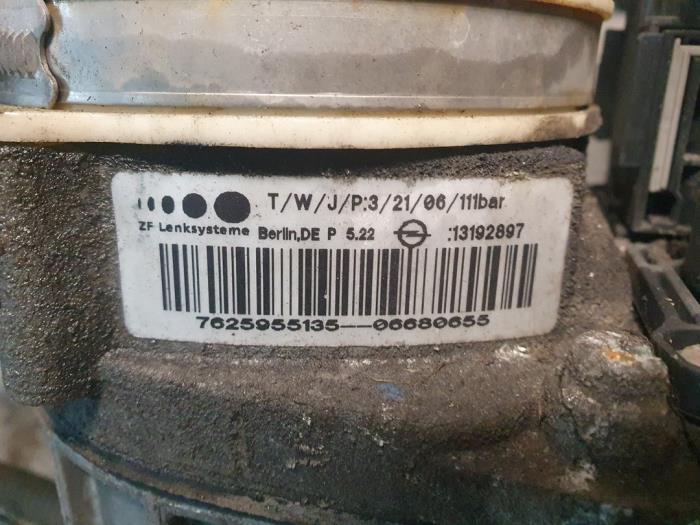 T/W/J/P:3/21/06/111bar
ZF Lenksysteme Berlin,DE P 5.22 :13192897
7625955135--06680655